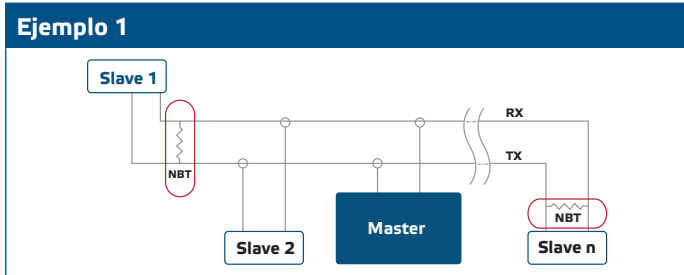 Ejemplo 1
Slave 1
RX
TX
NBT
Master
NBT
Slave 2
Slave n